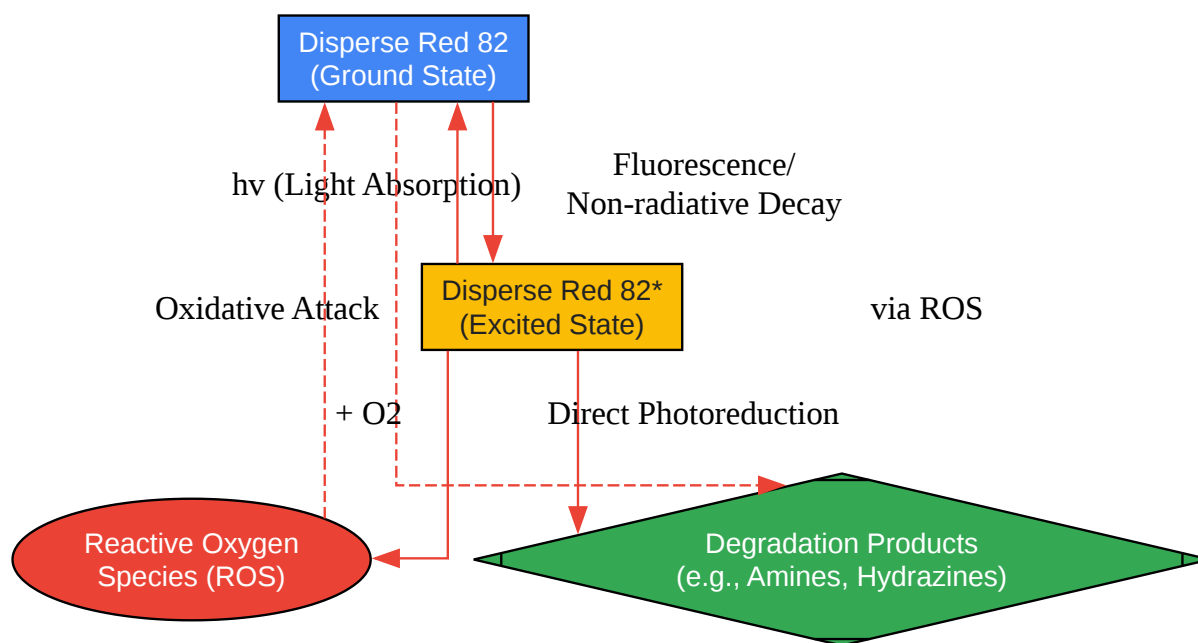 Disperse Red 82
(Ground State)
hv (Light Absorption)
Fluorescence/
Non-radiative Decay
Disperse Red 82*
(Excited State)
Oxidative Attack
via ROS
+ O2
Direct Photoreduction
Reactive Oxygen
Species (ROS)
Degradation Products
(e.g., Amines, Hydrazines)